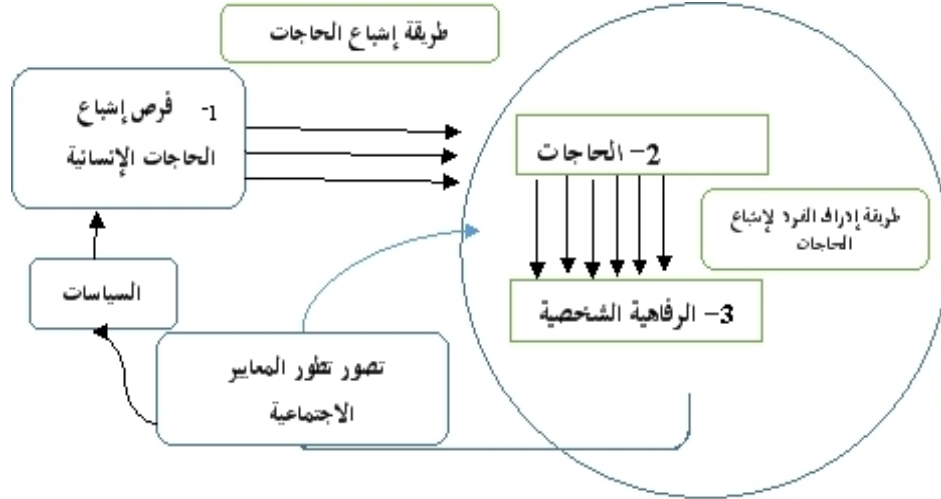 طريقة إشباع الحاجات
1- فرص إشباع
الحاجات الإنسانية
2- الحاجات
طريقة إدراك الفرد لإشباع
الحاجات
السياسات
3- الرفاهية الشخصية
تصور تطور المعايير
الاجتماعية